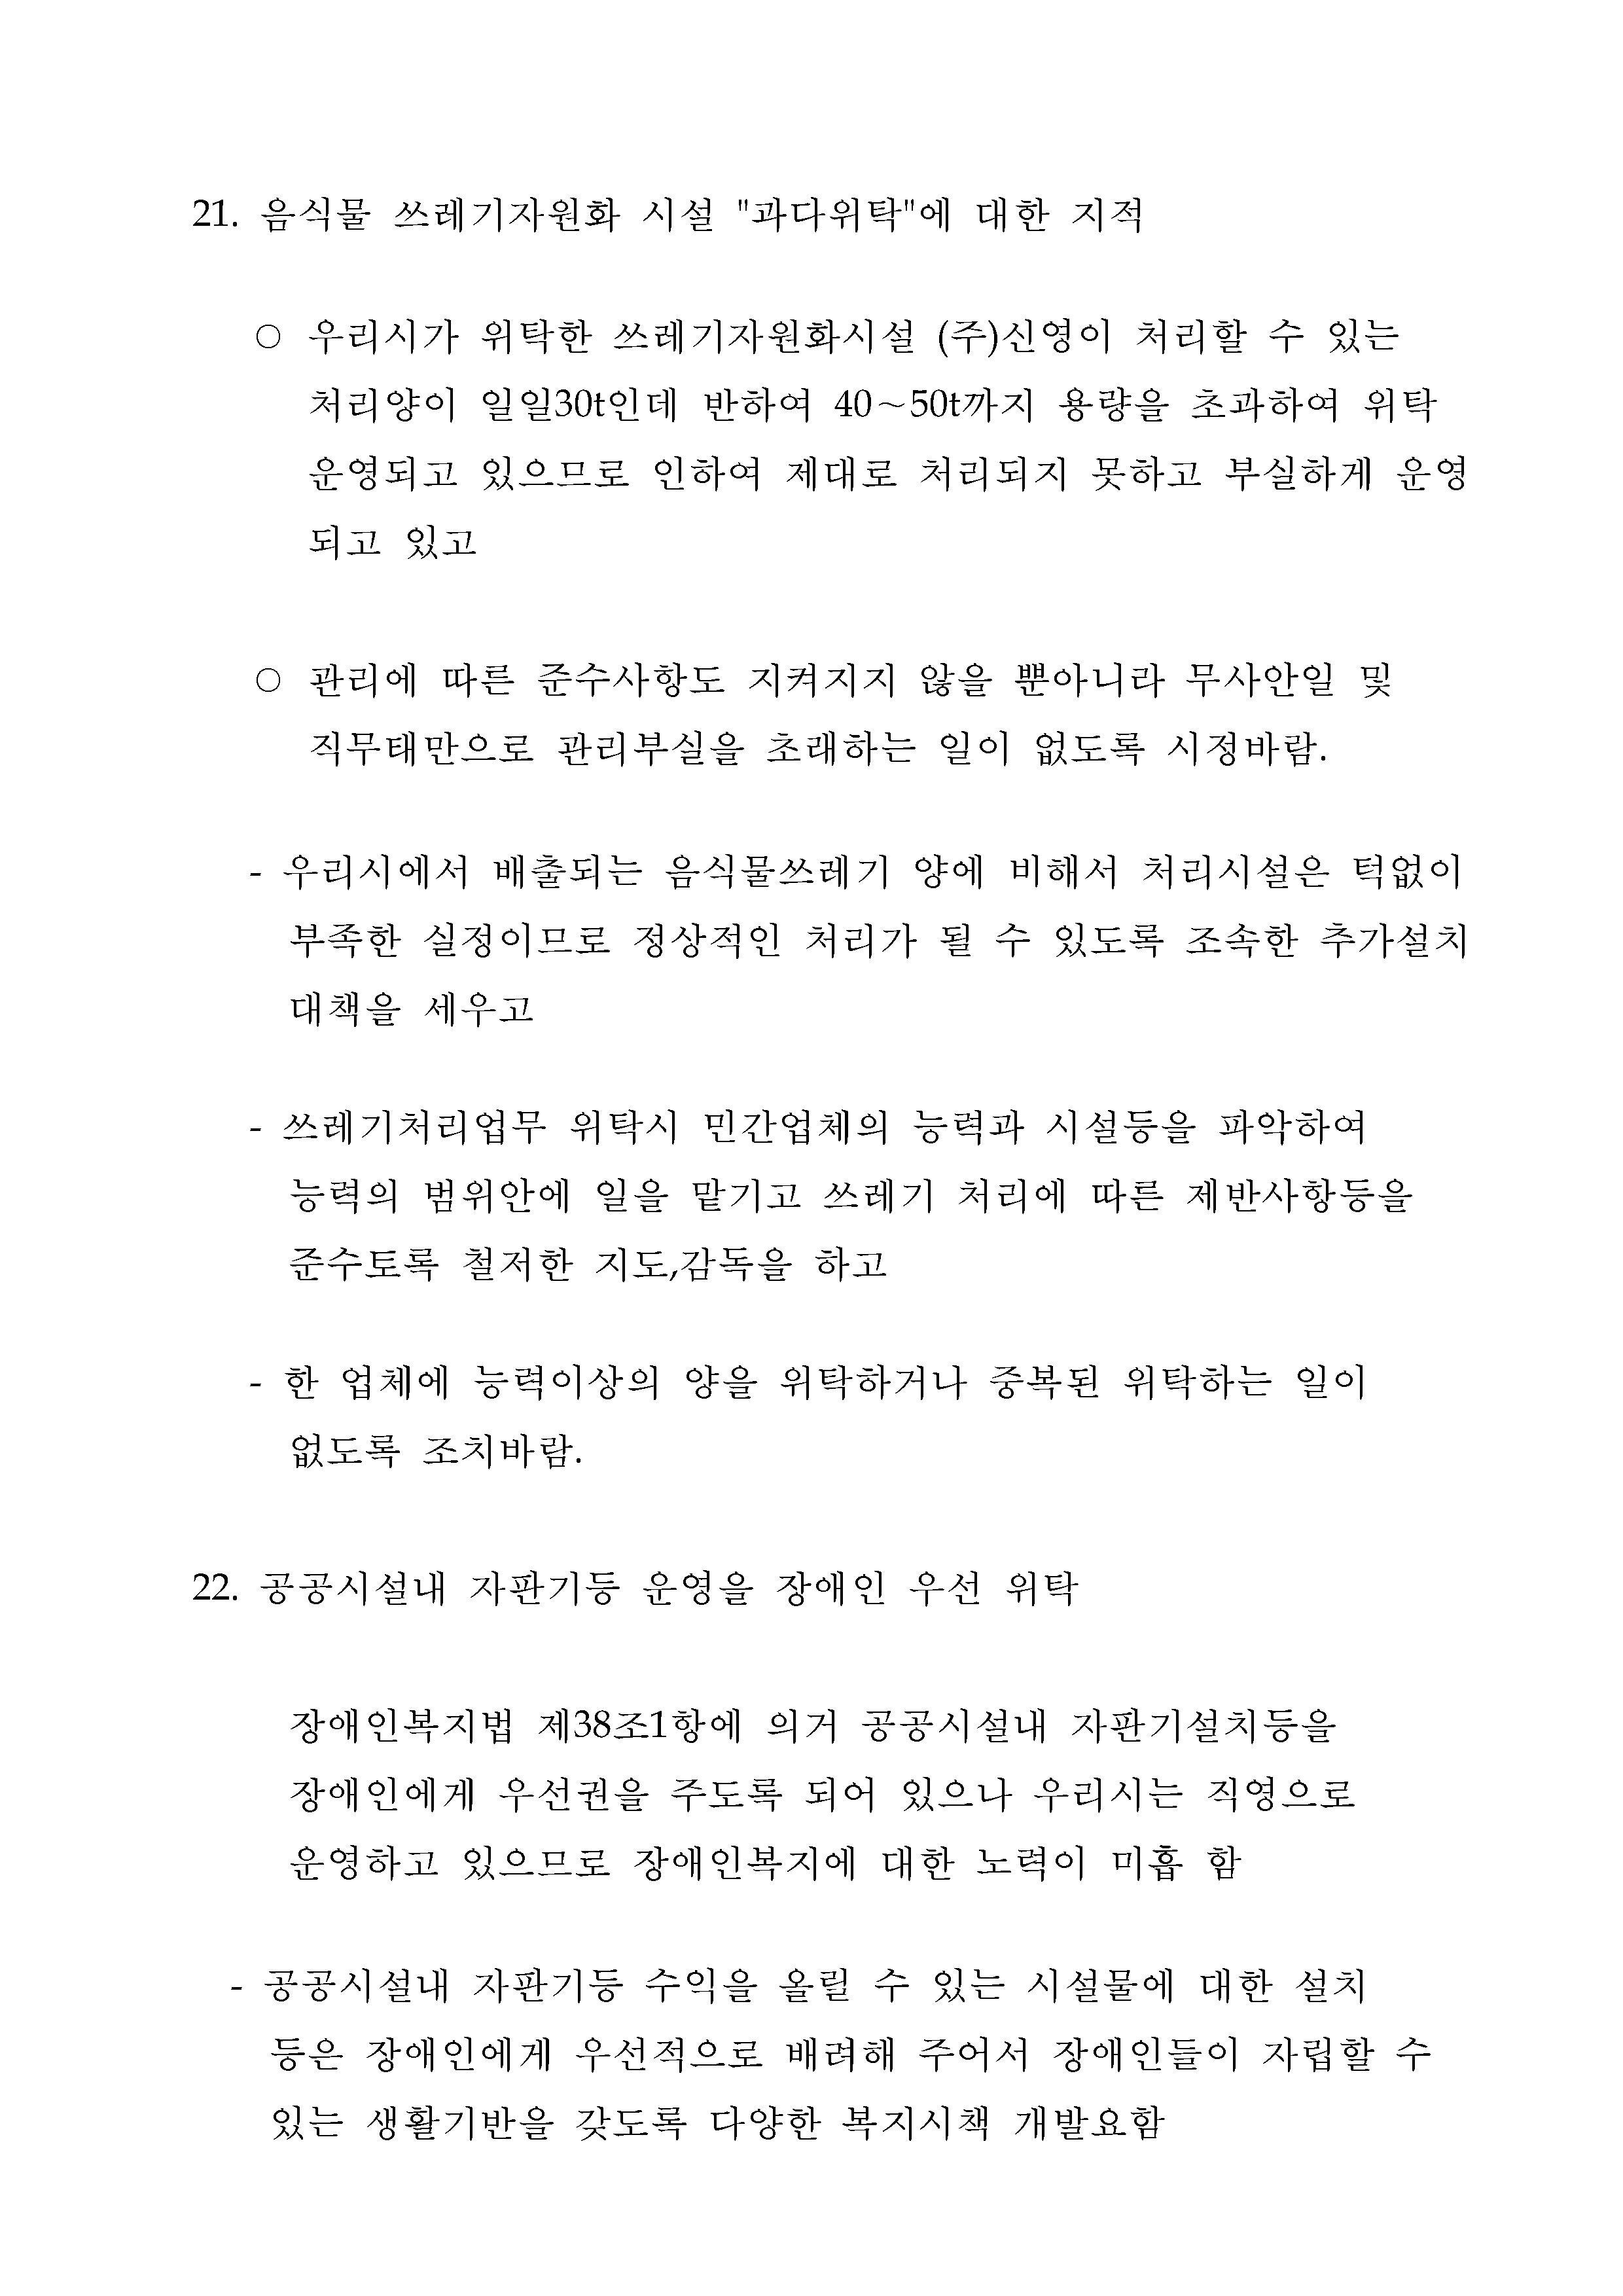 21. 음식물 쓰레기자원화 시설 "과다위탁"에 대한 지적
○ 우리시가 위탁한 쓰레기자원화시설 (주)신영이 처리할 수 있는
처리양이 일일30t인데 반하여 40~50t까지 용량을 초과하여 위탁
운영되고 있으므로 인하여 제대로 처리되지 못하고 부실하게 운영
되고 있고
○ 관리에 따른 준수사항도 지켜지지 않을 뿐아니라 무사안일 및
직무태만으로 관리부실을 초래하는 일이 없도록 시정바람.
- 우리시에서 배출되는 음식물쓰레기 양에 비해서 처리시설은 턱없이
부족한 실정이므로 정상적인 처리가 될 수 있도록 조속한 추가설치
대책을 세우고
- 쓰레기처리업무 위탁시 민간업체의 능력과 시설등을 파악하여
능력의 범위안에 일을 맡기고 쓰레기 처리에 따른 제반사항등을
준수토록 철저한 지도,감독을 하고
- 한 업체에 능력이상의 양을 위탁하거나 중복된 위탁하는 일이
없도록 조치바람.
22. 공공시설내 자판기등 운영을 장애인 우선 위탁
장애인복지법 제38조1항에 의거 공공시설내 자판기설치등을
장애인에게 우선권을 주도록 되어 있으나 우리시는 직영으로
운영하고 있으므로 장애인복지에 대한 노력이 미흡 함
- 공공시설내 자판기등 수익을 올릴 수 있는 시설물에 대한 설치
등은 장애인에게 우선적으로 배려해 주어서 장애인들이 자립할 수
있는 생활기반을 갖도록 다양한 복지시책 개발요함